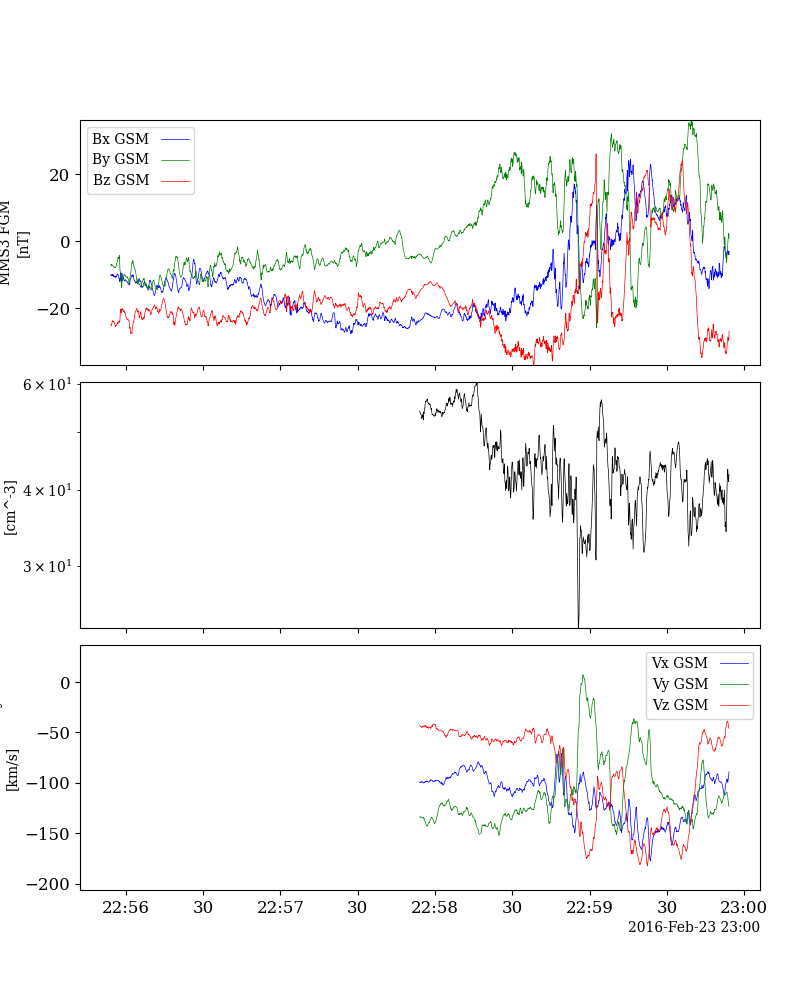 Bx GSM
By GSM
Bz GSM
20
0
−20
MMS3 FGM
[nT]
6 × 10¹
4 × 10¹
3 × 10¹
[cm^-3]
Vx GSM
Vy GSM
Vz GSM
0
−50
−100
−150
−200
[km/s]
22:56
30
22:57
30
22:58
30
22:59
30
23:00
2016-Feb-23 23:00